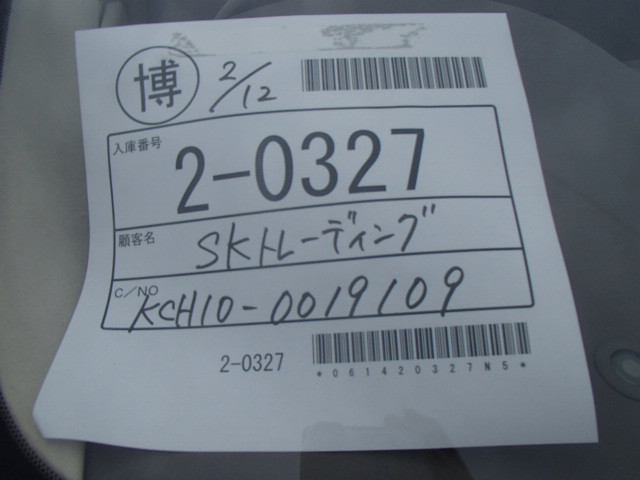 博 2/12
入庫番号
2-0327
顧客名
SKトレーディング
C/NO
KCH10-0019109
2-0327
*061420327N5*